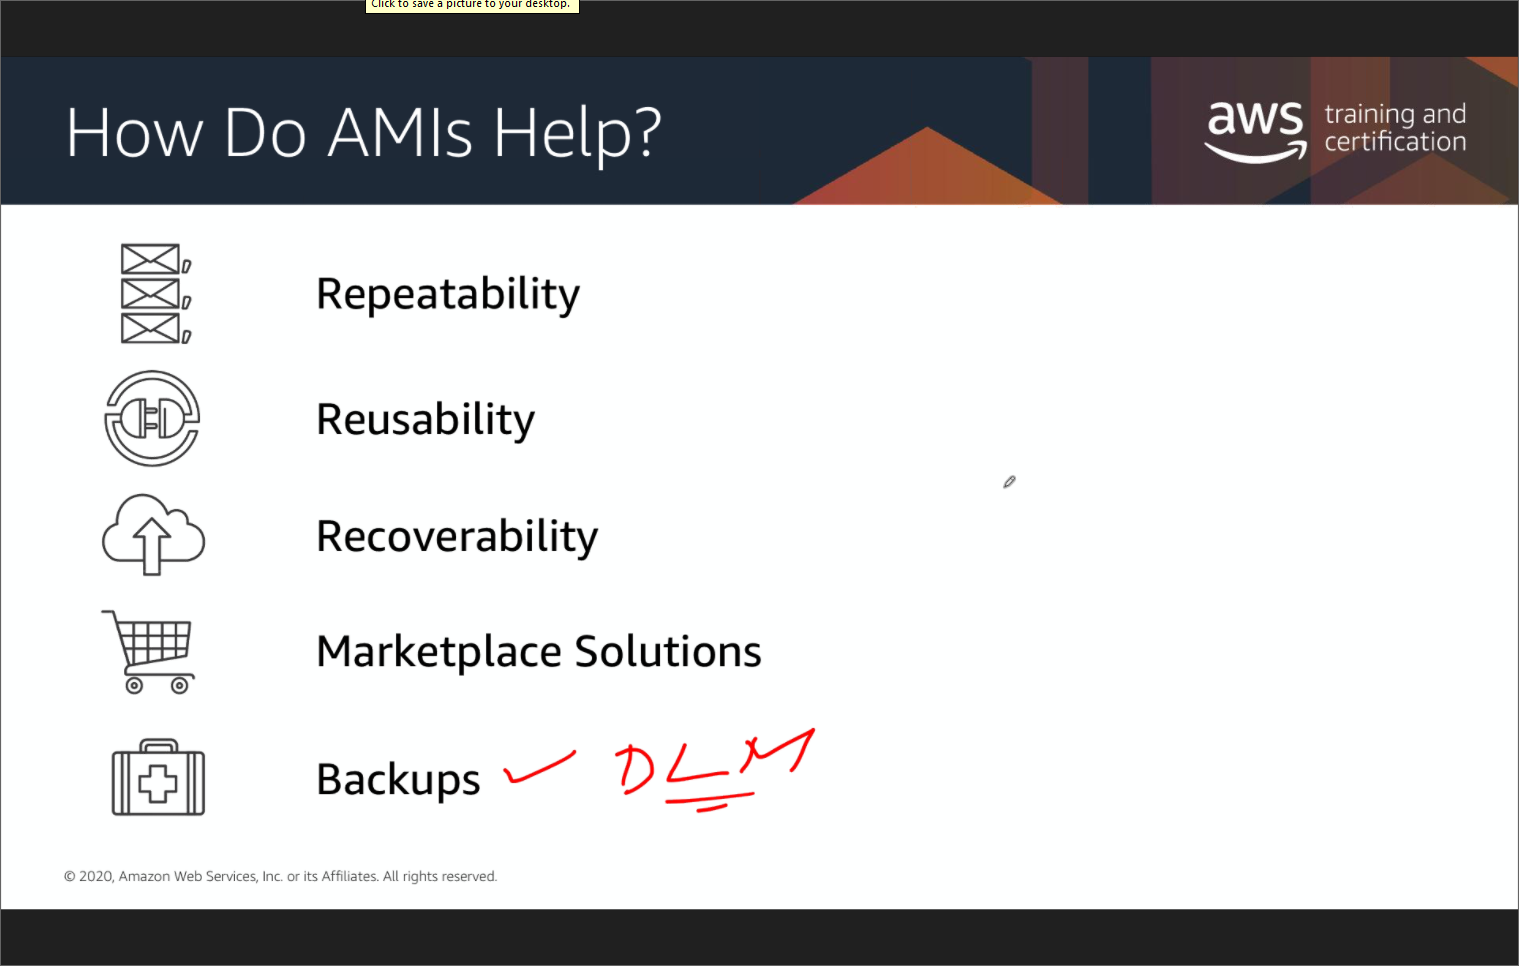 Click to save a picture to your desktop.
How Do AMIs Help?
aws training and certification
Repeatability
Reusability
Recoverability
Marketplace Solutions
Backups DLM
© 2020, Amazon Web Services, Inc. or its Affiliates. All rights reserved.